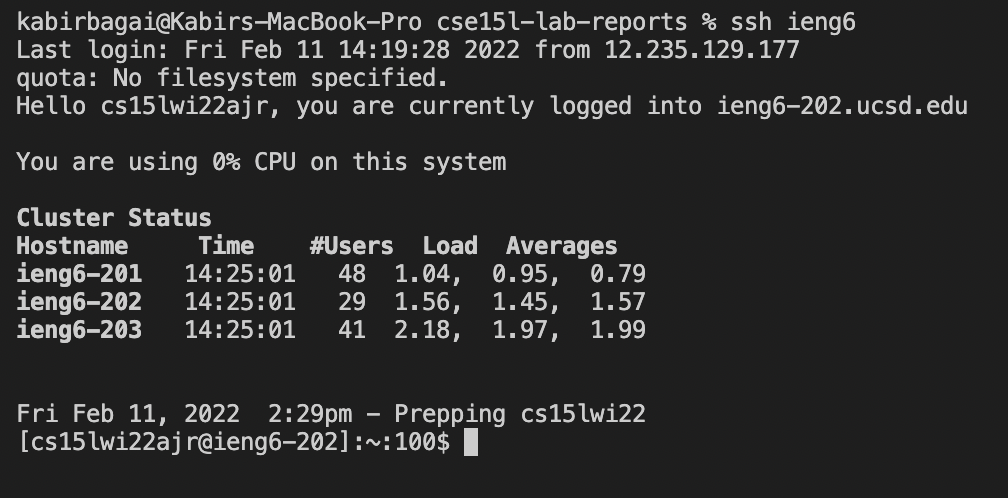 kabirbagai@Kabirs-MacBook-Pro cse15l-lab-reports % ssh ieng6
Last login: Fri Feb 11 14:19:28 2022 from 12.235.129.177
quota: No filesystem specified.
Hello cs15lwi22ajr, you are currently logged into ieng6-202.ucsd.edu

You are using 0% CPU on this system

Cluster Status
Hostname     Time    #Users  Load  Averages
ieng6-201   14:25:01   48  1.04,  0.95,  0.79
ieng6-202   14:25:01   29  1.56,  1.45,  1.57
ieng6-203   14:25:01   41  2.18,  1.97,  1.99

Fri Feb 11, 2022  2:29pm - Prepping cs15lwi22
[cs15lwi22ajr@ieng6-202]:~:100$